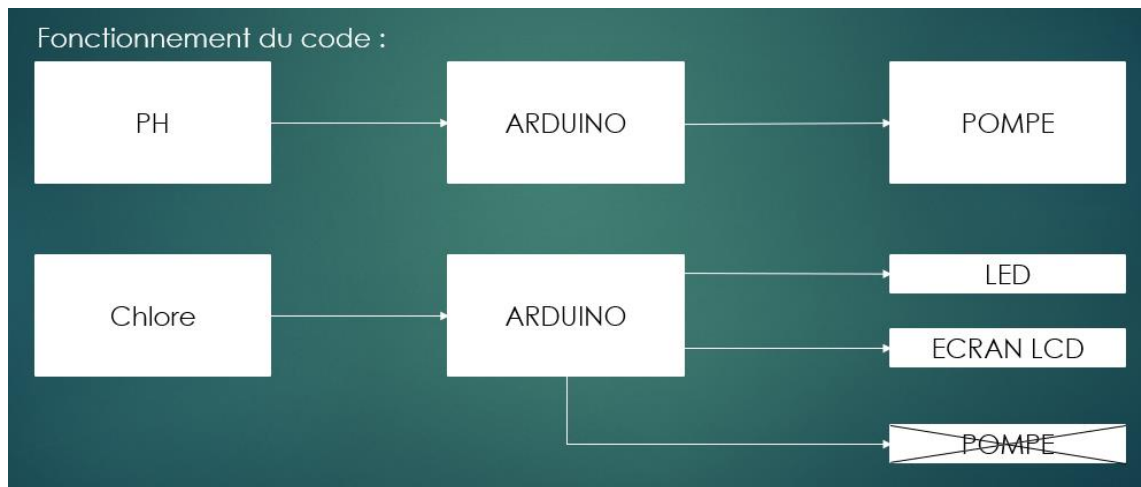 Fonctionnement du code :
PH
ARDUINO
POMPE
Chlore
ARDUINO
LED
ECRAN LCD
POMPE